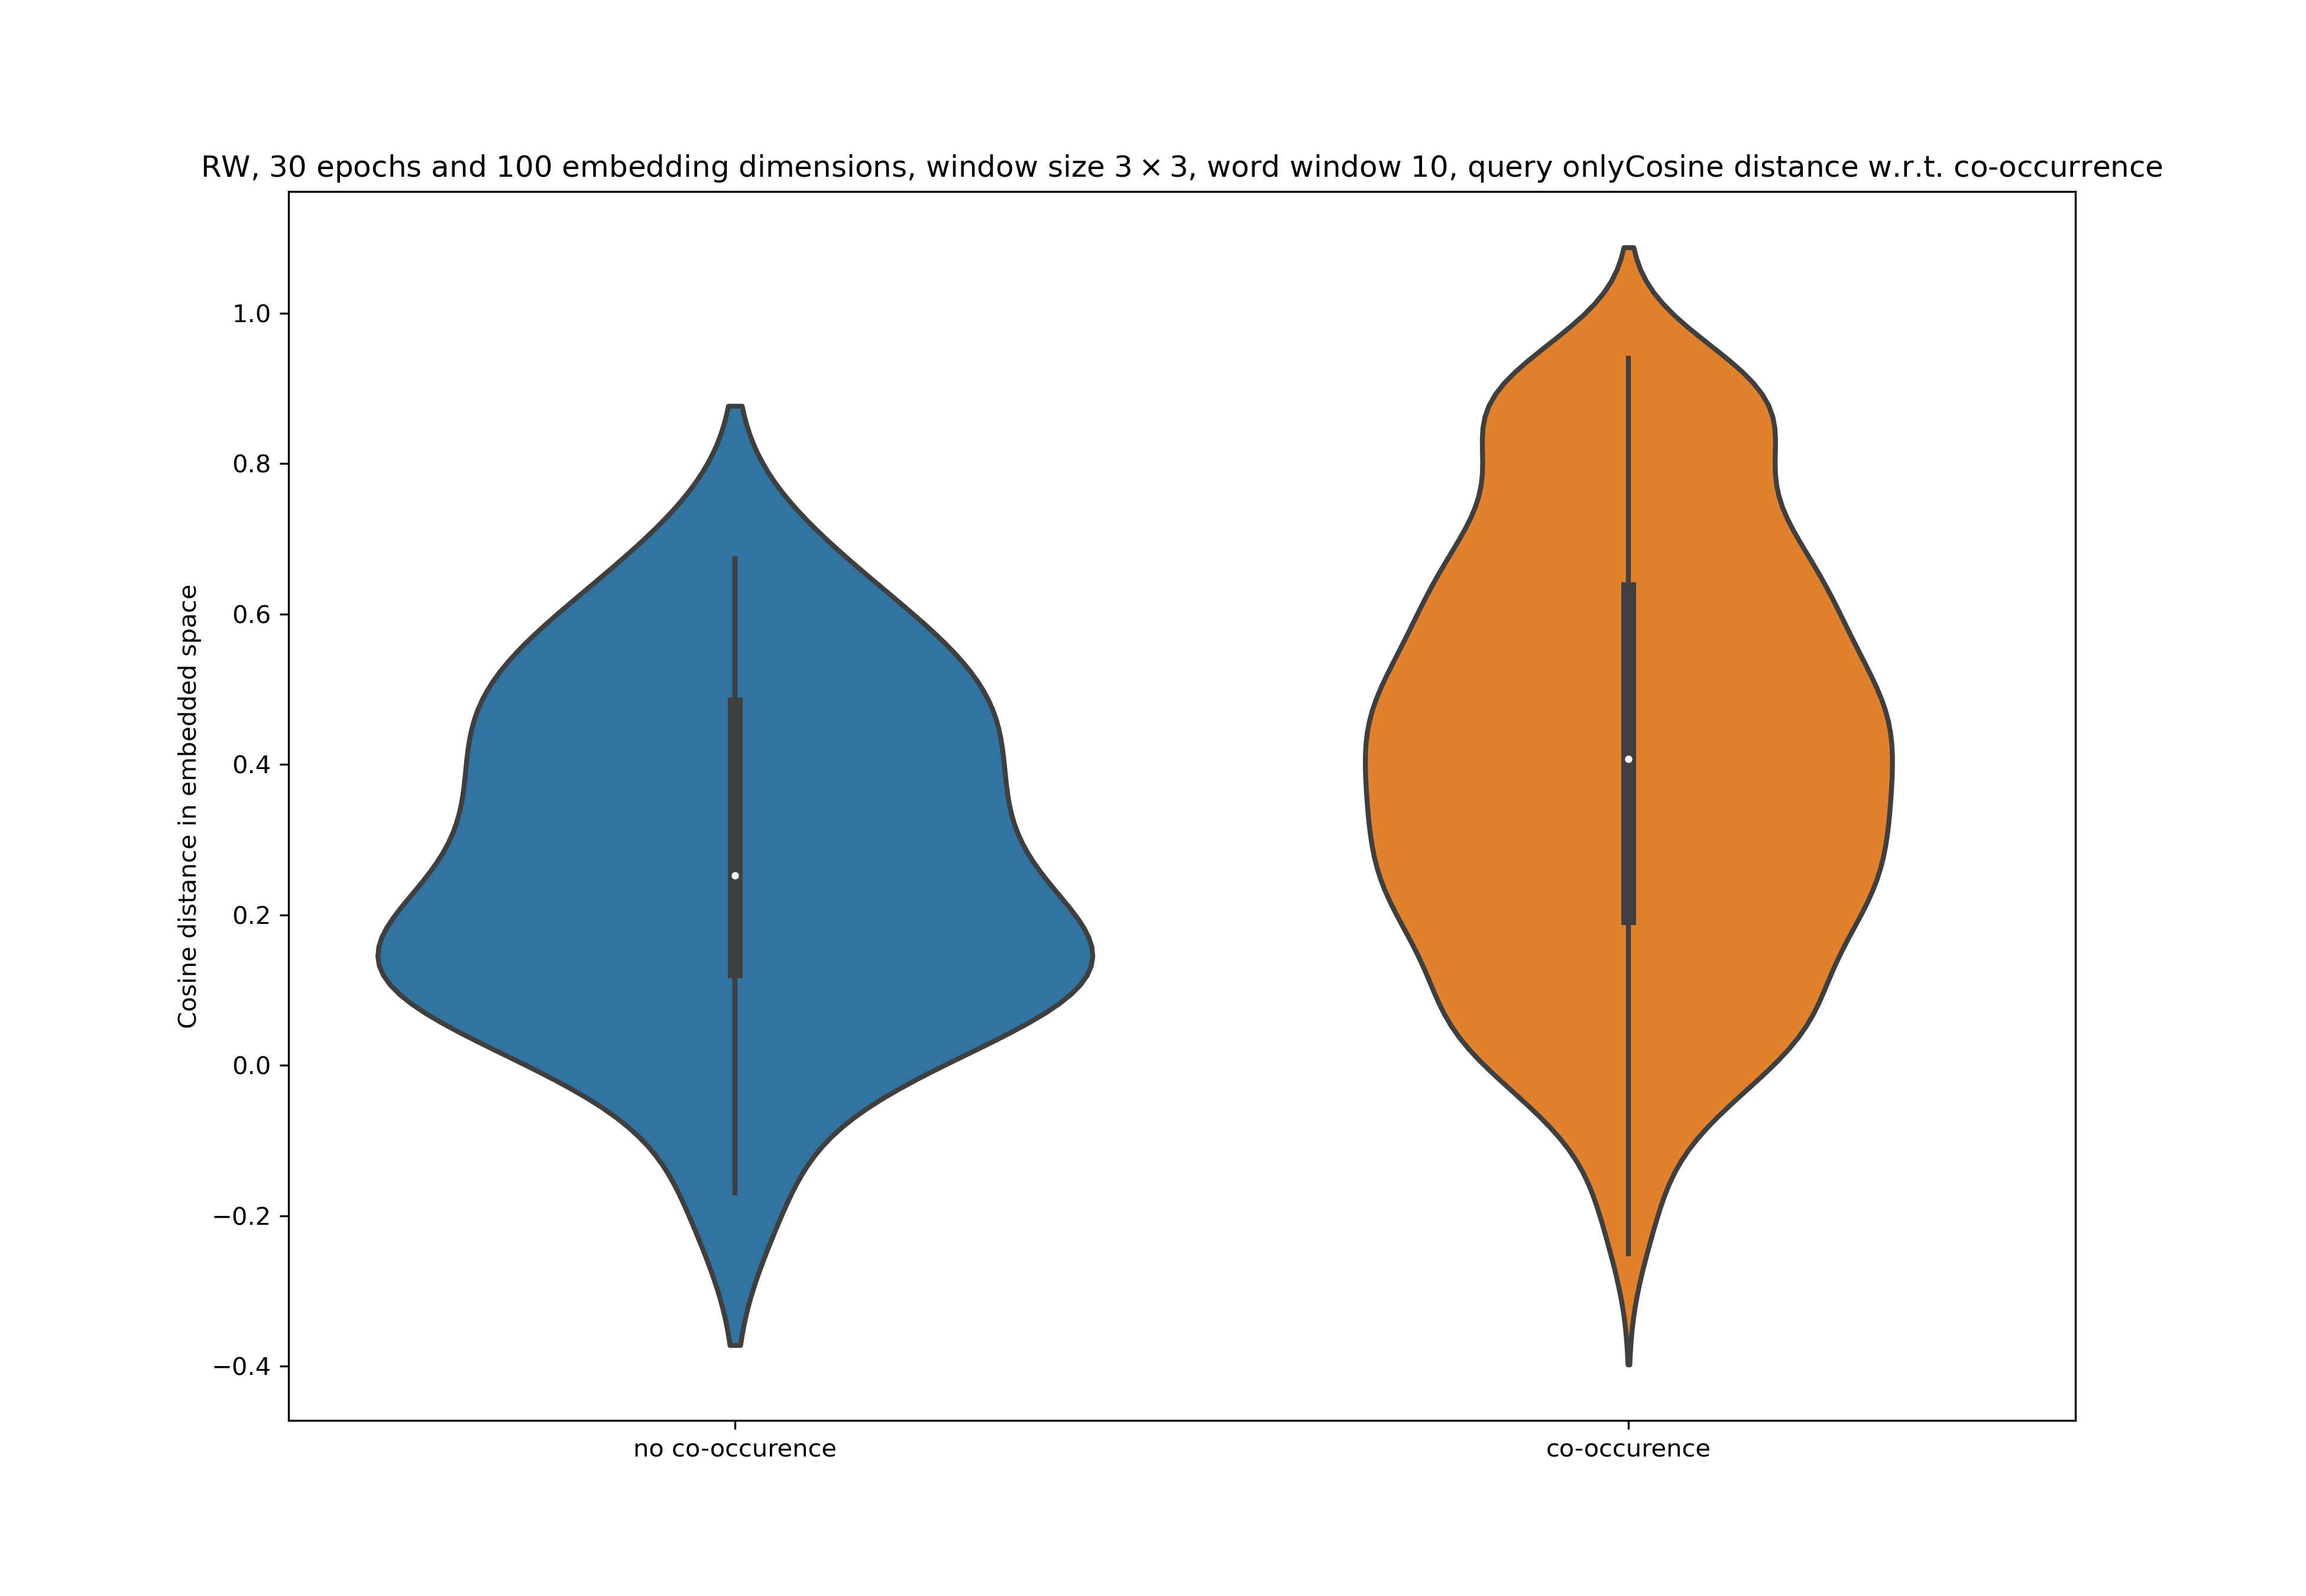 RW, 30 epochs and 100 embedding dimensions, window size 3 × 3, word window 10, query onlyCosine distance w.r.t. co-occurrence
Cosine distance in embedded space
1.0
0.8
0.6
0.4
0.2
0.0
−0.2
−0.4
no co-occurence
co-occurence